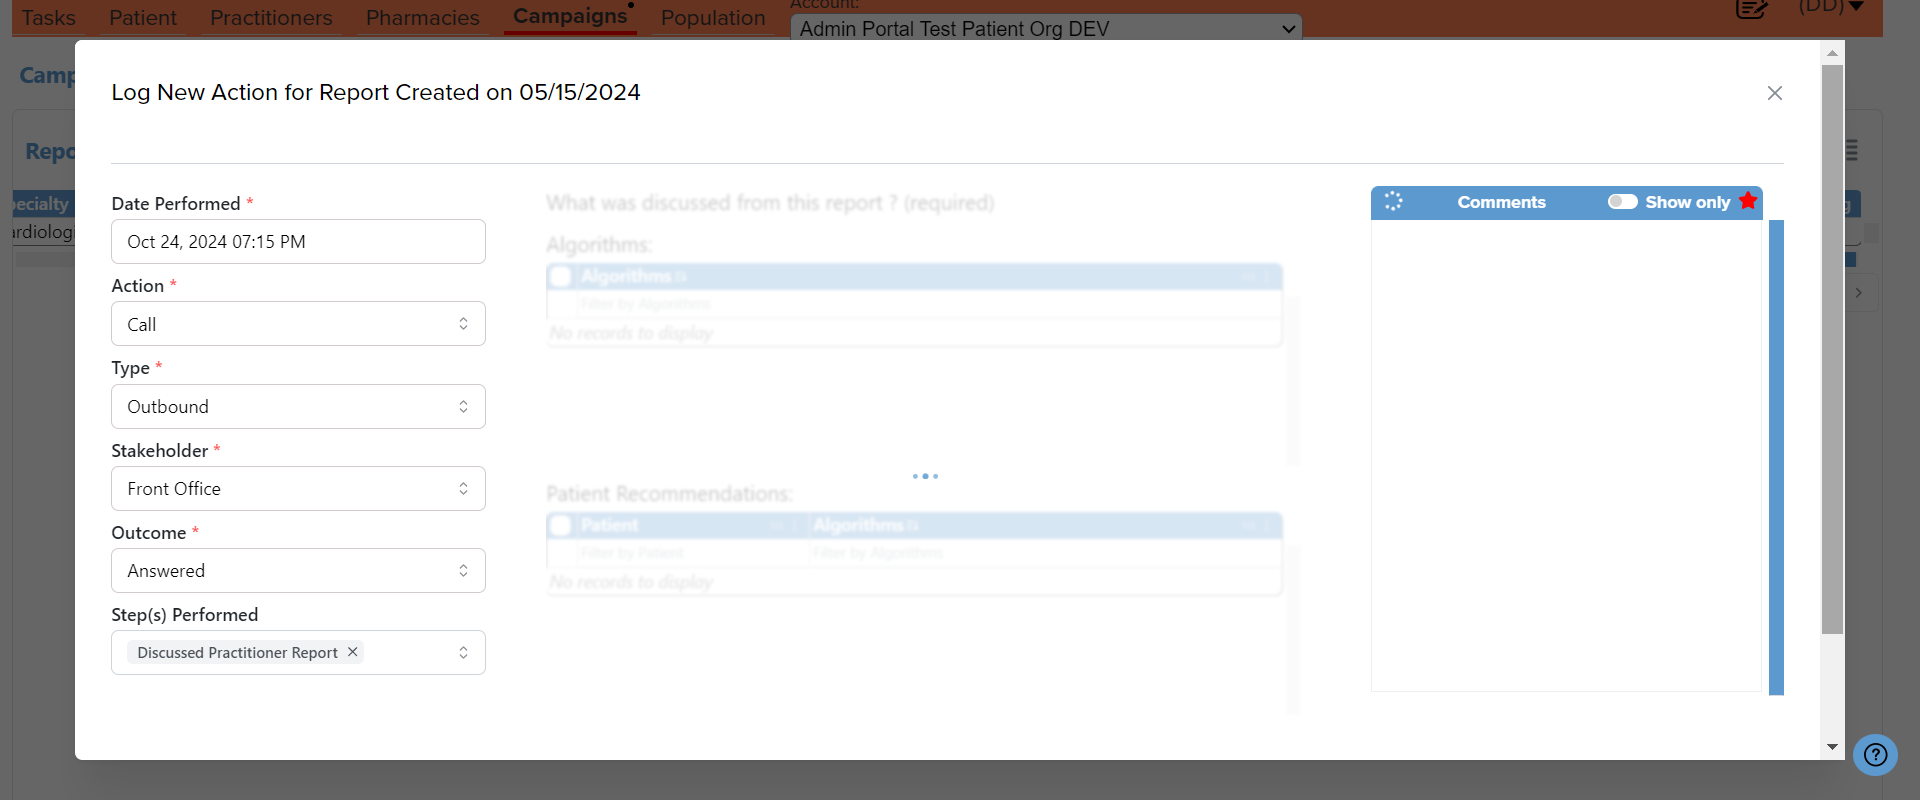 Tasks Patient Practitioners Pharmacies Campaigns Population Account:
Admin Portal Test Patient Org DEV
(DD)
Camp
Log New Action for Report Created on 05/15/2024
Repo
ecialty
ardiologi
Date Performed *
Oct 24, 2024 07:15 PM
Action *
Call
Type *
Outbound
Stakeholder *
Front Office
Outcome *
Answered
Step(s) Performed
Discussed Practitioner Report
What was discussed from this report ? (required)
Algorithms:
Algorithms
Filter by Algorithms
No records to display
Patient Recommendations:
Patient Algorithms
Filter by Patient Filter by Algorithms
No records to display
Comments Show only
g
?